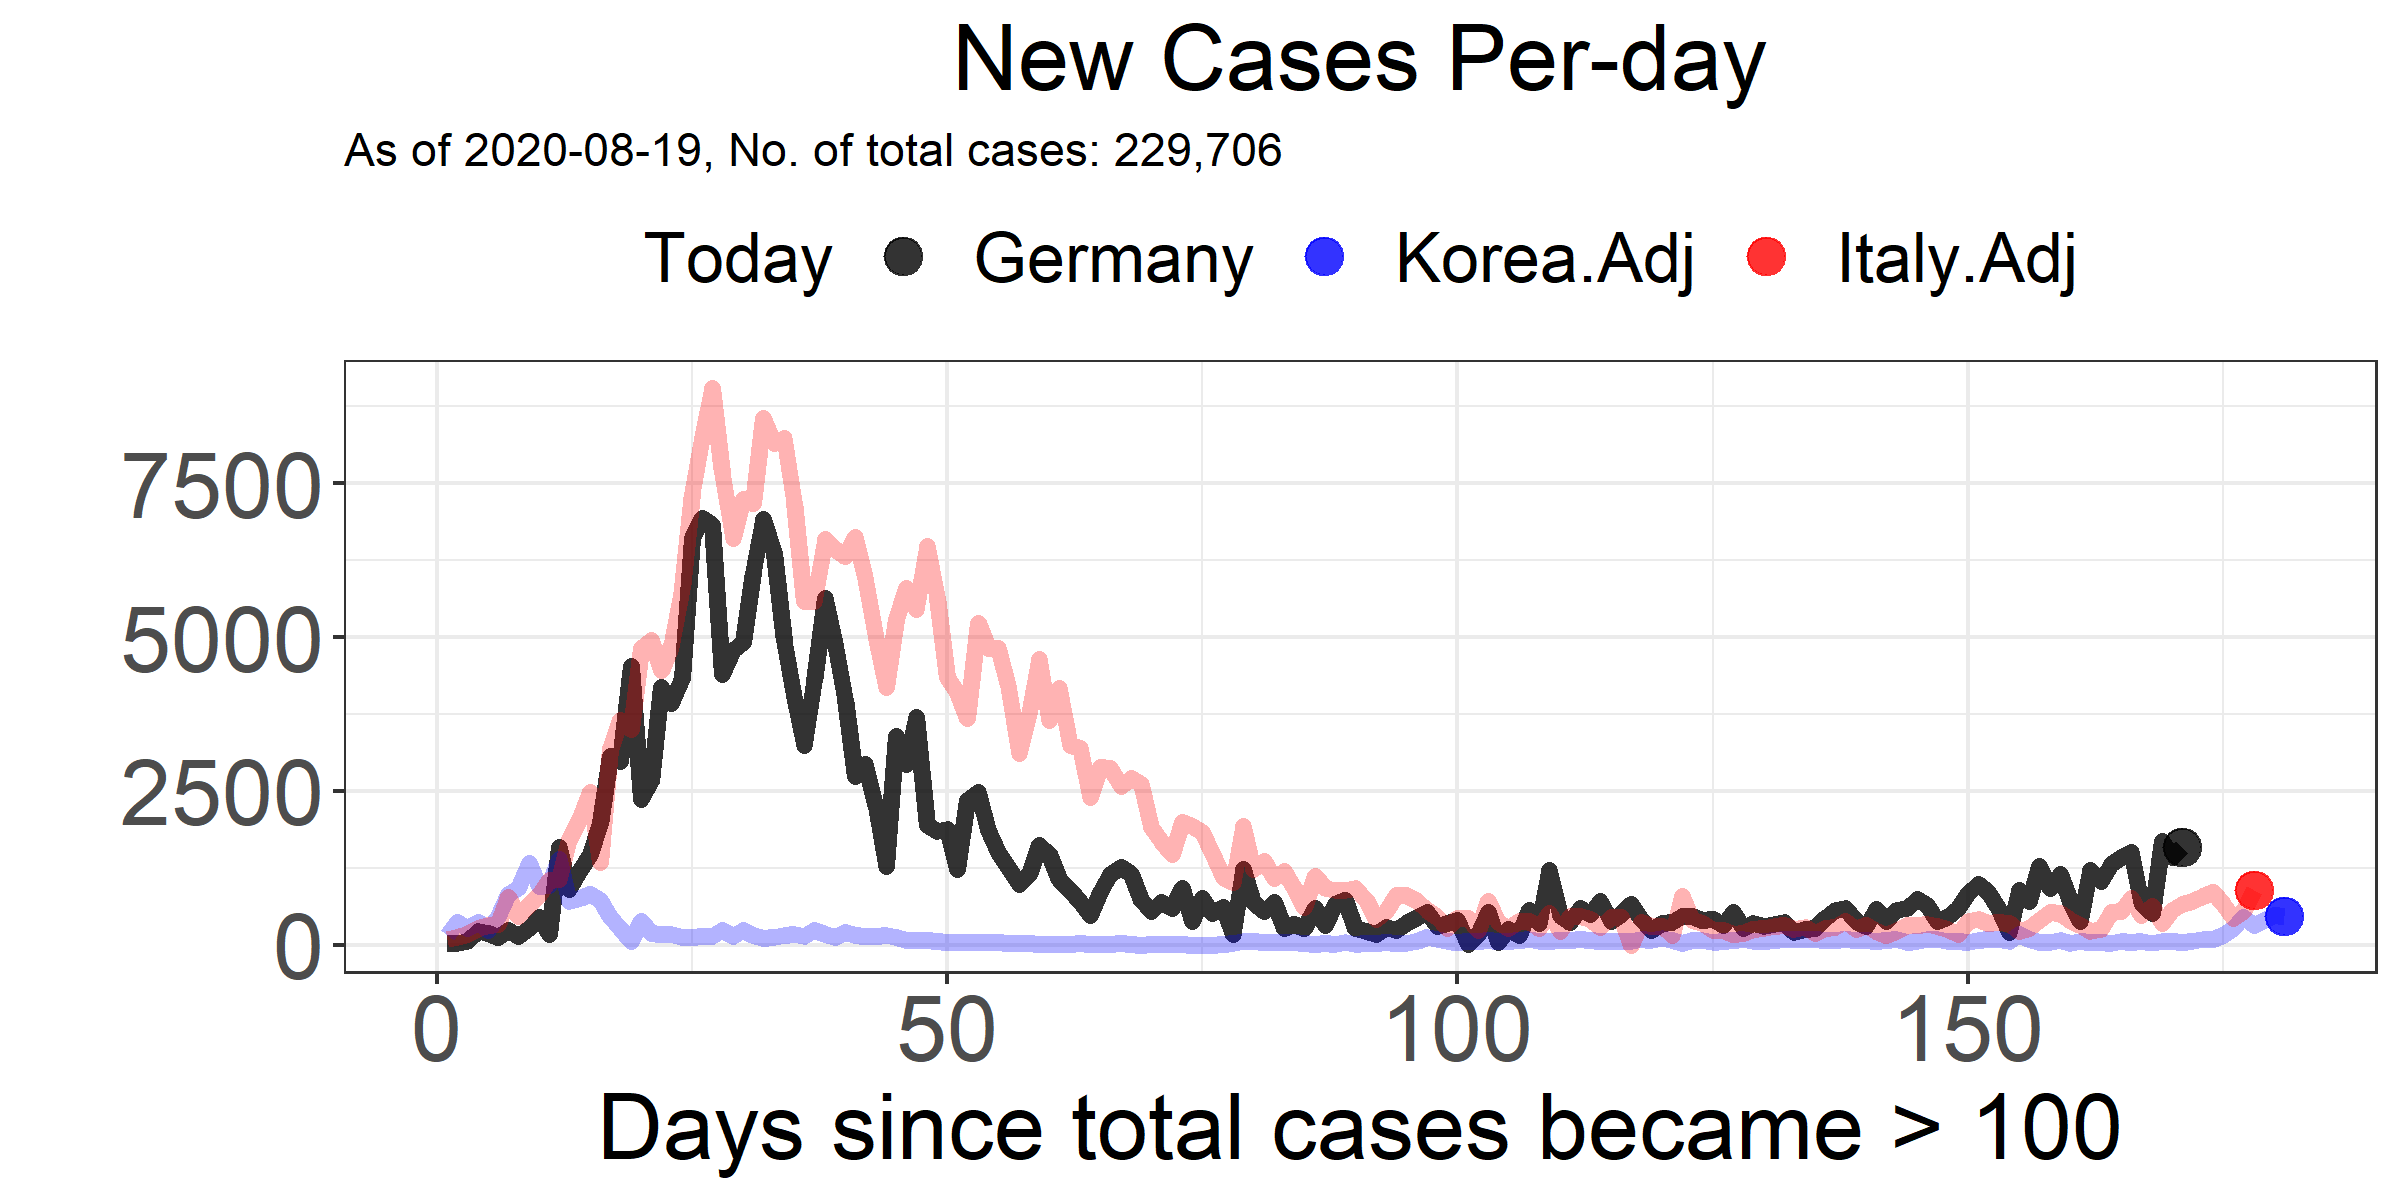 New Cases Per-day
As of 2020-08-19, No. of total cases: 229,706
Today Germany Korea.Adj Italy.Adj
7500
5000
2500
0
0 50 100 150
Days since total cases became > 100